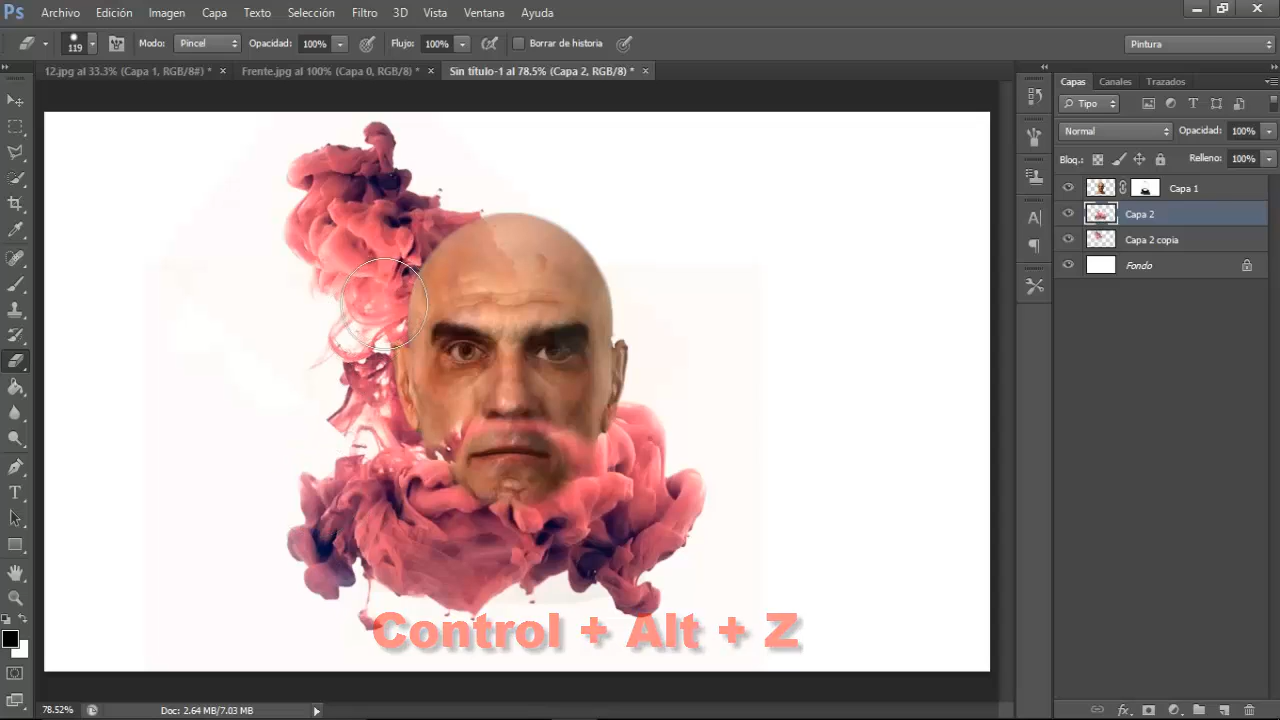 Ps Archivo Edición Imagen Capa Texto Selección Filtro 3D Vista Ventana Ayuda
119 Modo: Pincel Opacidad: 100% Flujo: 100% Borrar de historia Pintura
12.jpg al 33.3% (Capa 1, RGB/8#) * × Frente.jpg al 100% (Capa 0, RGB/8) * × Sin título-1 al 78.5% (Capa 2, RGB/8) * ×
Capas Canales Trazados
Tipo
Normal Opacidad: 100%
Bloq.: Relleno: 100%
Capa 1
Capa 2
Capa 2 copia
Fondo
Control + Alt + Z
78.52% Doc: 2.64 MB/7.03 MB